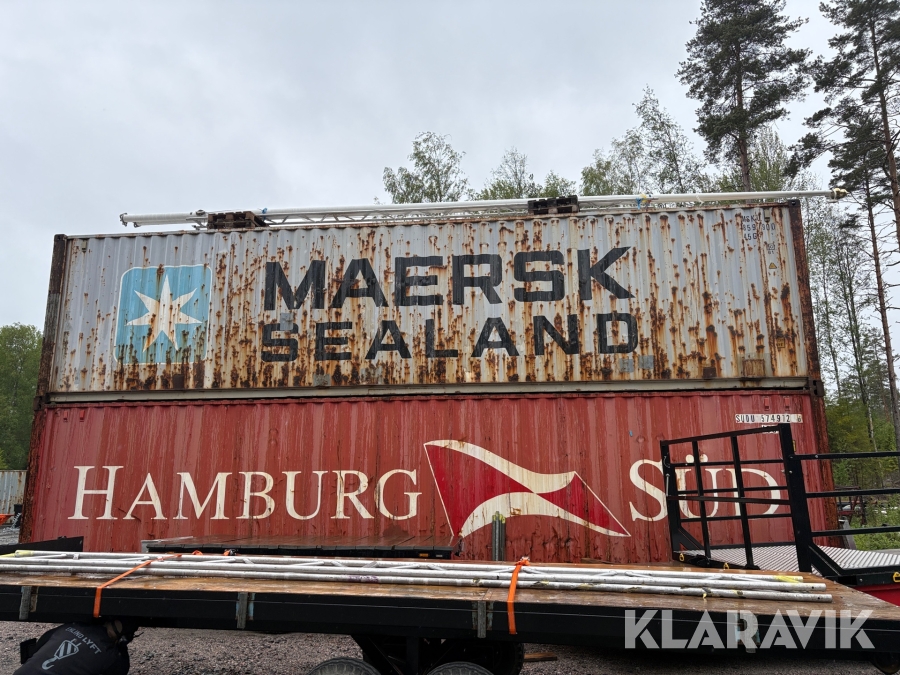 MAERSK
SEALAND
HAMBURG SÜD
SUDU 574912
KLARAVIK